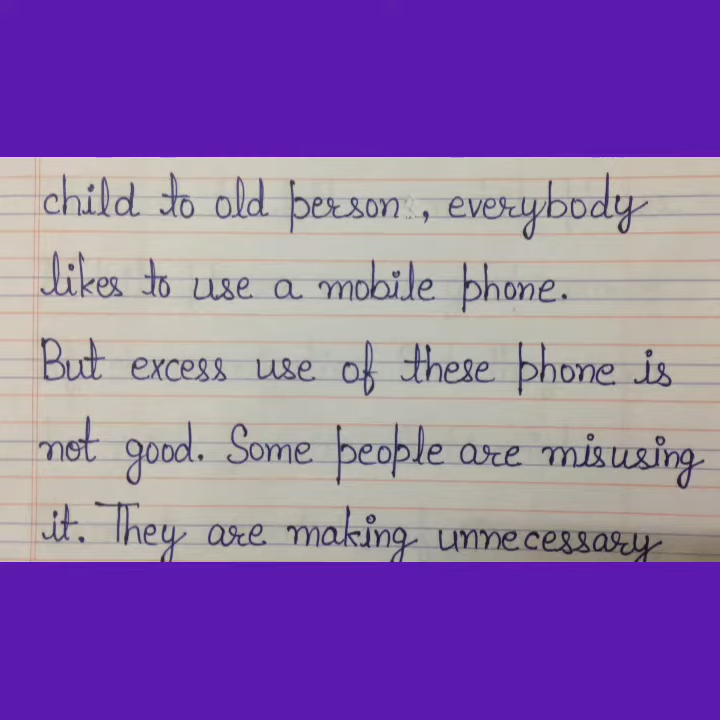 child to old person , everybody
likes to use a mobile phone.
But excess use of these phone is
not good. Some people are misusing
it. They are making unnecessary